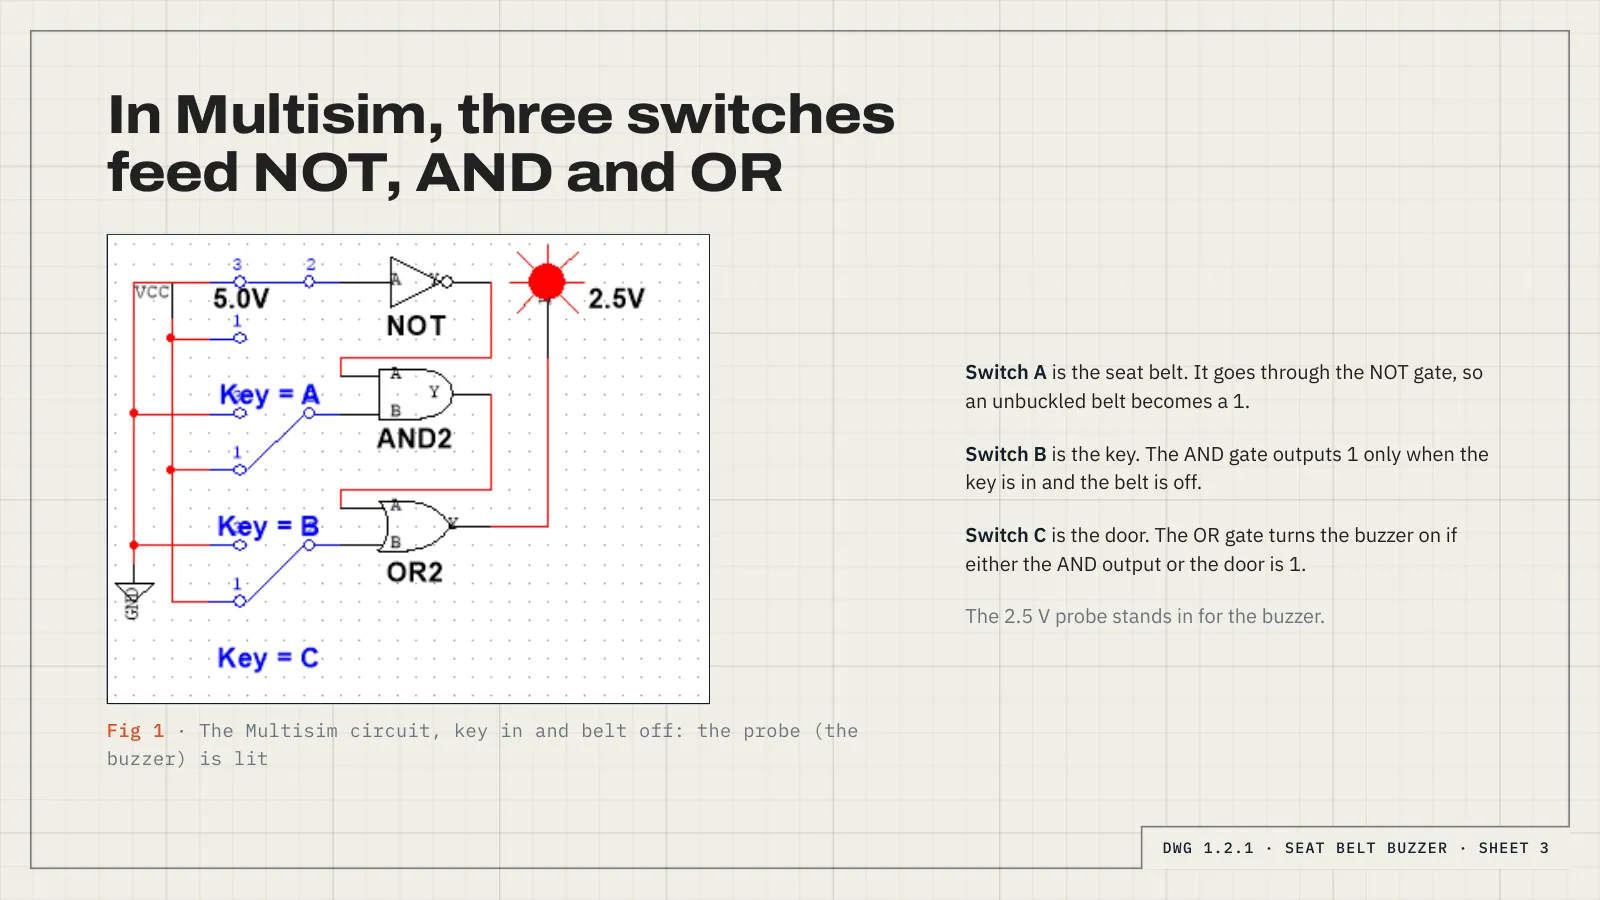 In Multisim, three switches
feed NOT, AND and OR
3
2
VCC
5.0V
A
Y
NOT
2.5V
1
Key = A
A
Y
B
AND2
1
Key = B
A
Y
B
OR2
1
GND
Key = C
Switch A is the seat belt. It goes through the NOT gate, so
an unbuckled belt becomes a 1.
Switch B is the key. The AND gate outputs 1 only when the
key is in and the belt is off.
Switch C is the door. The OR gate turns the buzzer on if
either the AND output or the door is 1.
The 2.5 V probe stands in for the buzzer.
Fig 1 · The Multisim circuit, key in and belt off: the probe (the
buzzer) is lit
DWG 1.2.1 · SEAT BELT BUZZER · SHEET 3